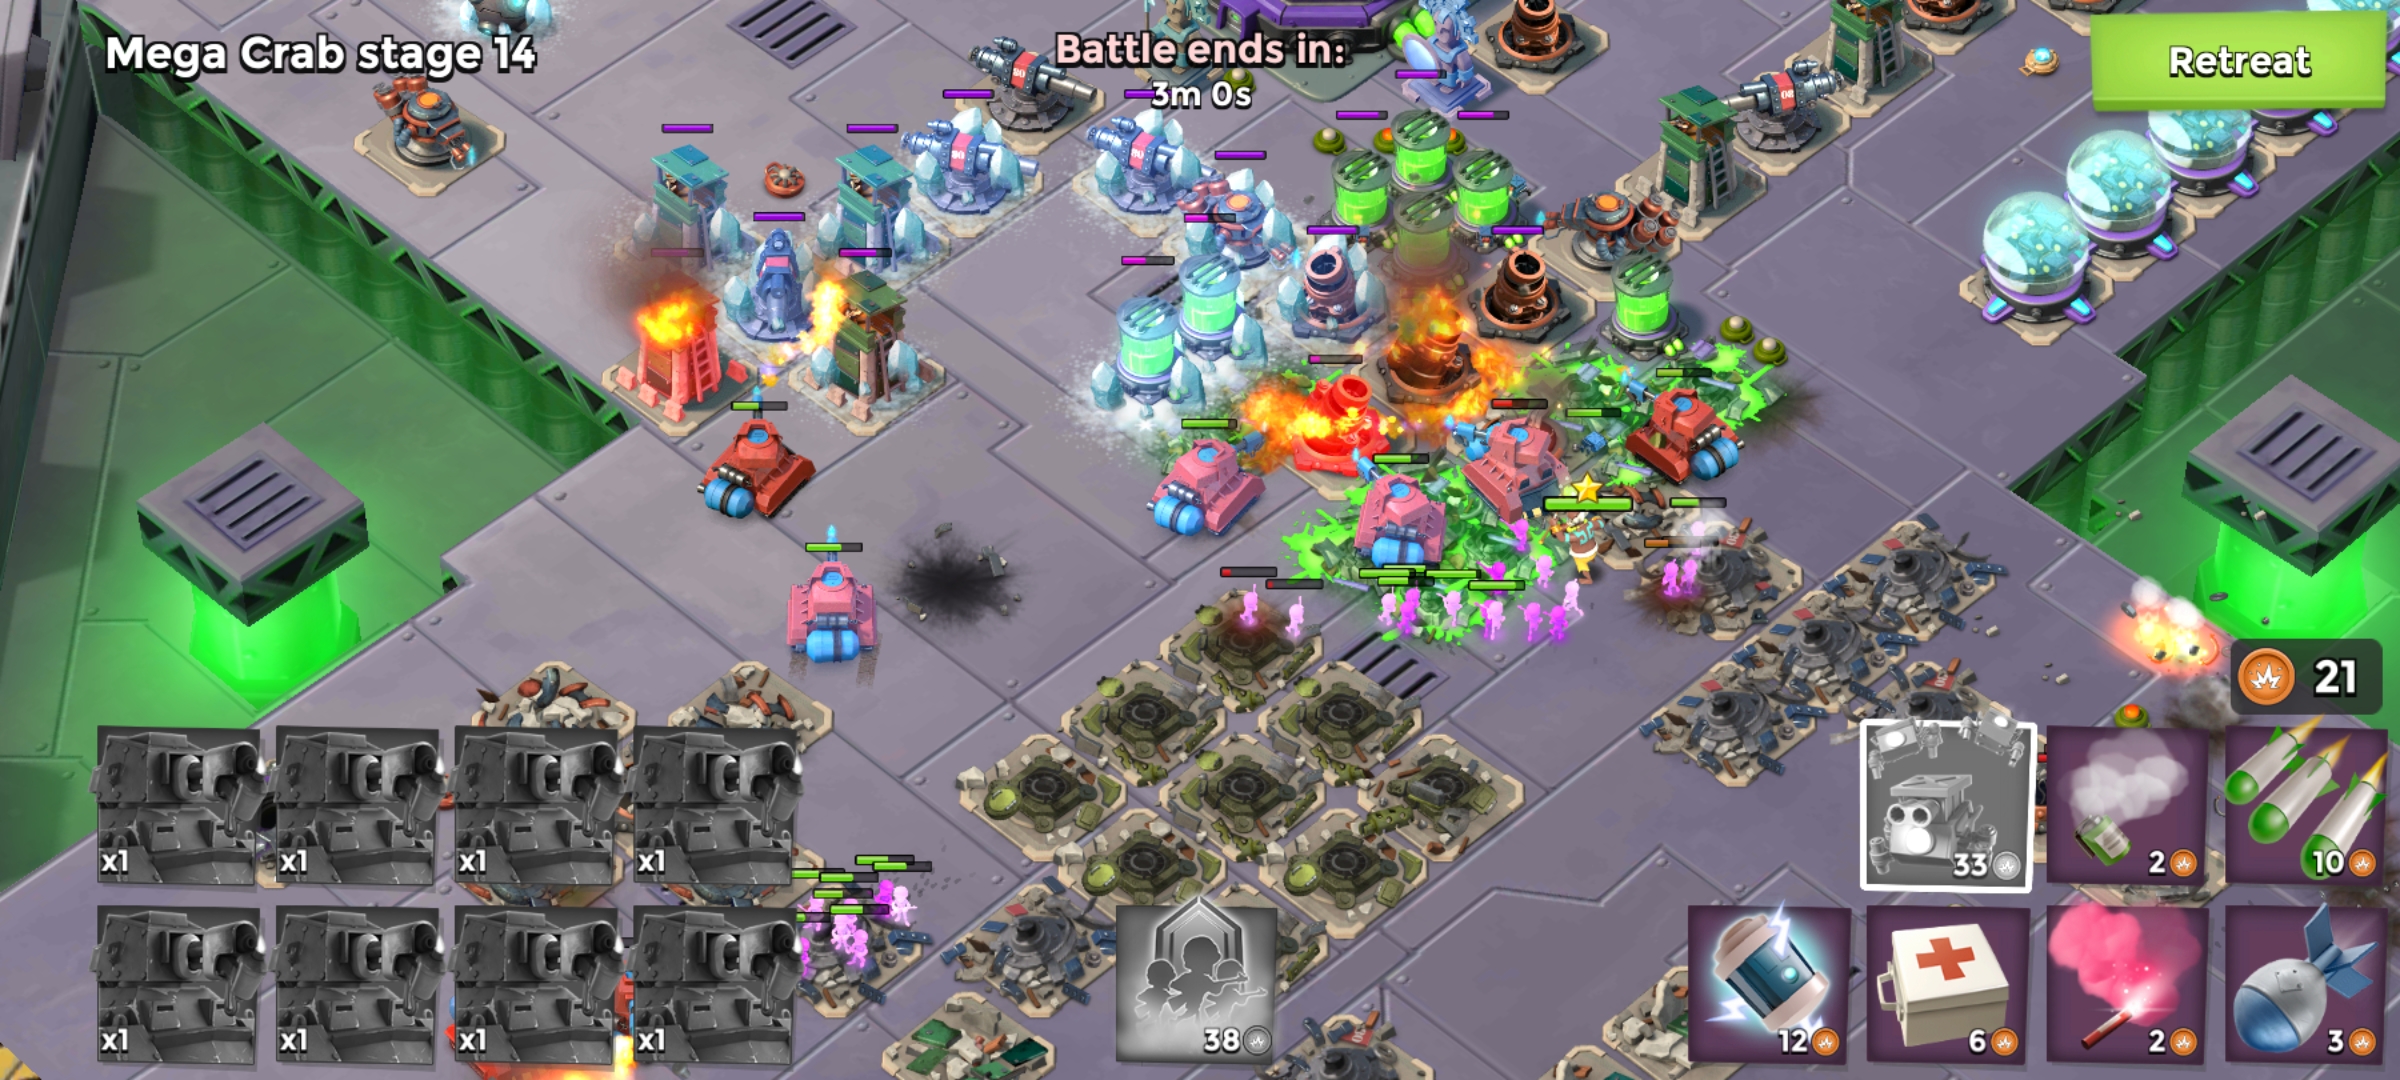 Mega Crab stage 14
Battle ends in:
3m 0s
Retreat
21
x1
x1
x1
x1
33
2
10
x1
x1
x1
x1
38
12
6
2
3